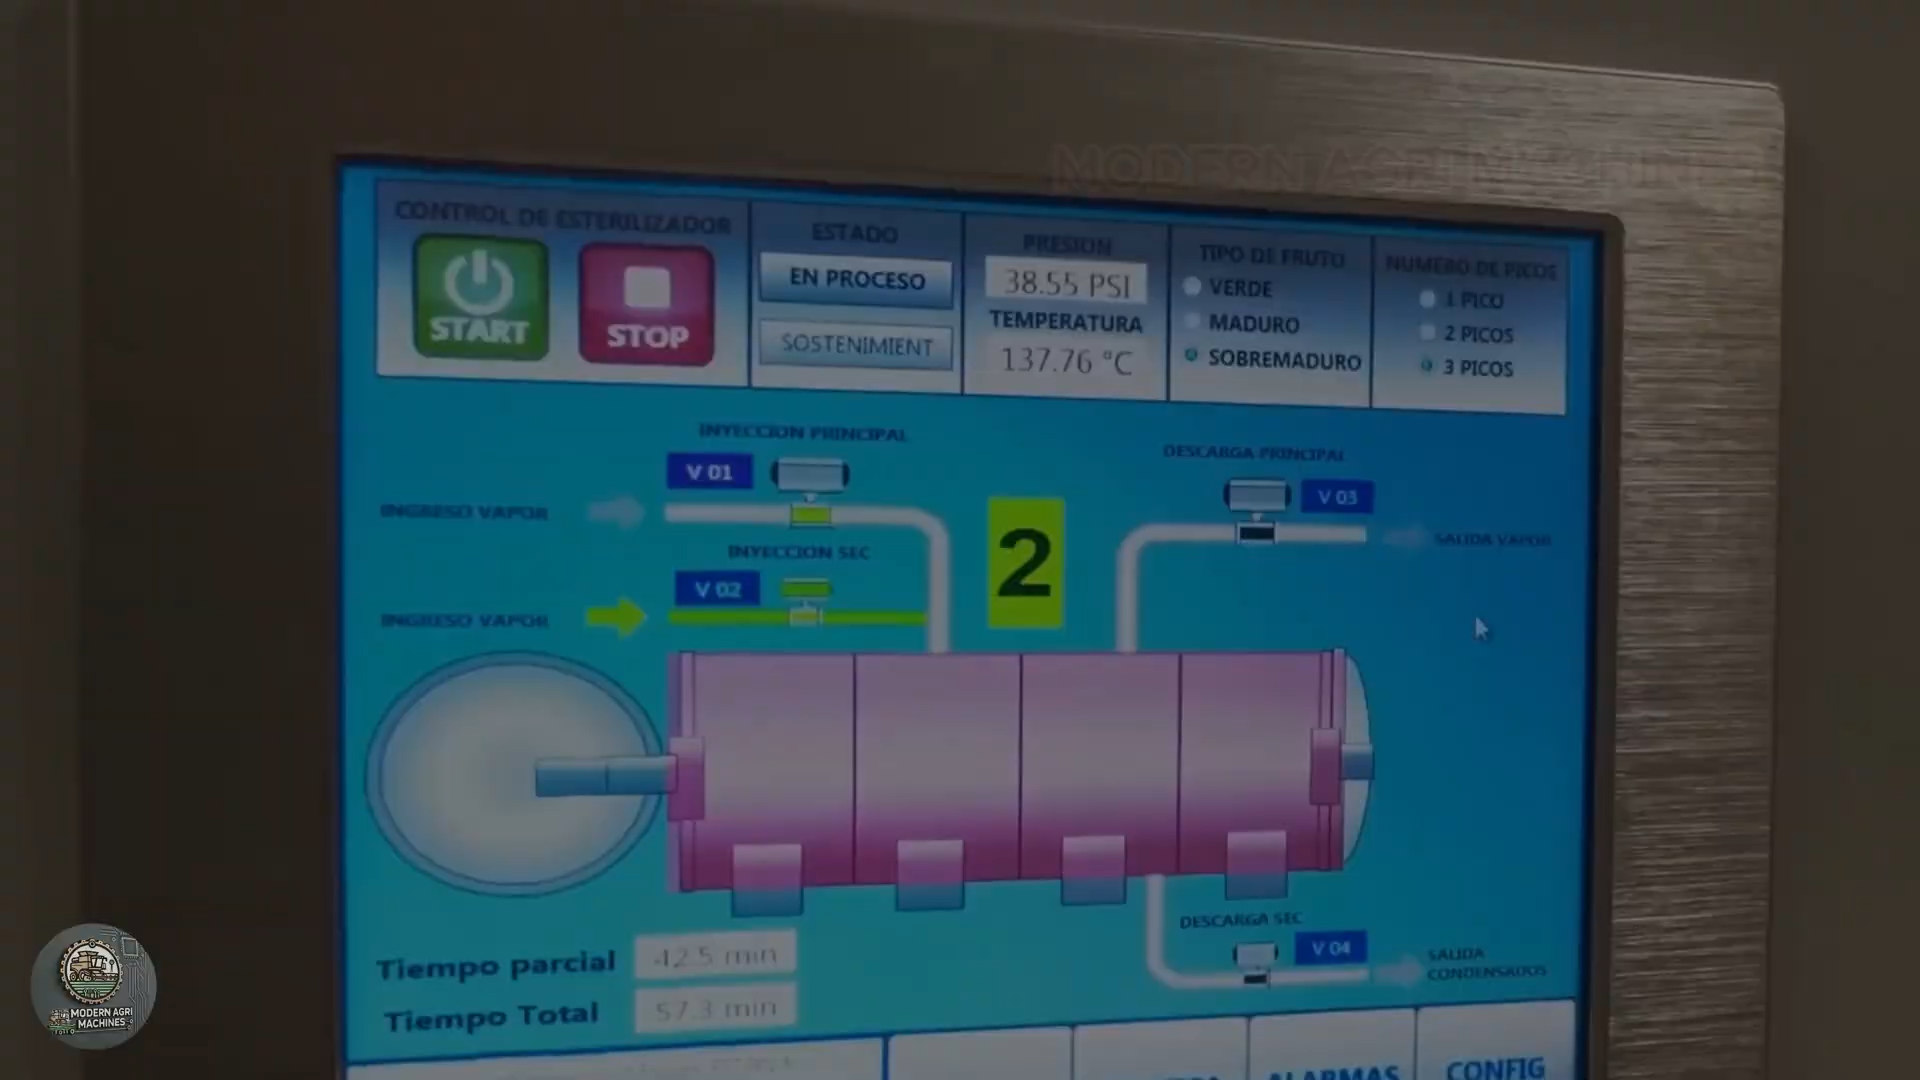 MODERN AGRI MACHINES
CONTROL DE ESTERILIZADOR
START
STOP
ESTADO
EN PROCESO
SOSTENIMIENT
PRESION
38.55 PSI
TEMPERATURA
137.76 °C
TIPO DE FRUTO
VERDE
MADURO
SOBREMADURO
NUMERO DE PICOS
1 PICO
2 PICOS
3 PICOS
INYECCION PRINCIPAL
V 01
INGRESO VAPOR
INYECCION SEC
V 02
INGRESO VAPOR
2
DESCARGA PRINCIPAL
V 03
SALIDA VAPOR
DESCARGA SEC
V 04
SALIDA
CONDENSADOS
Tiempo parcial
42.5 min
Tiempo Total
57.3 min
ALARMAS
CONFIG
MODERN AGRI
MACHINES